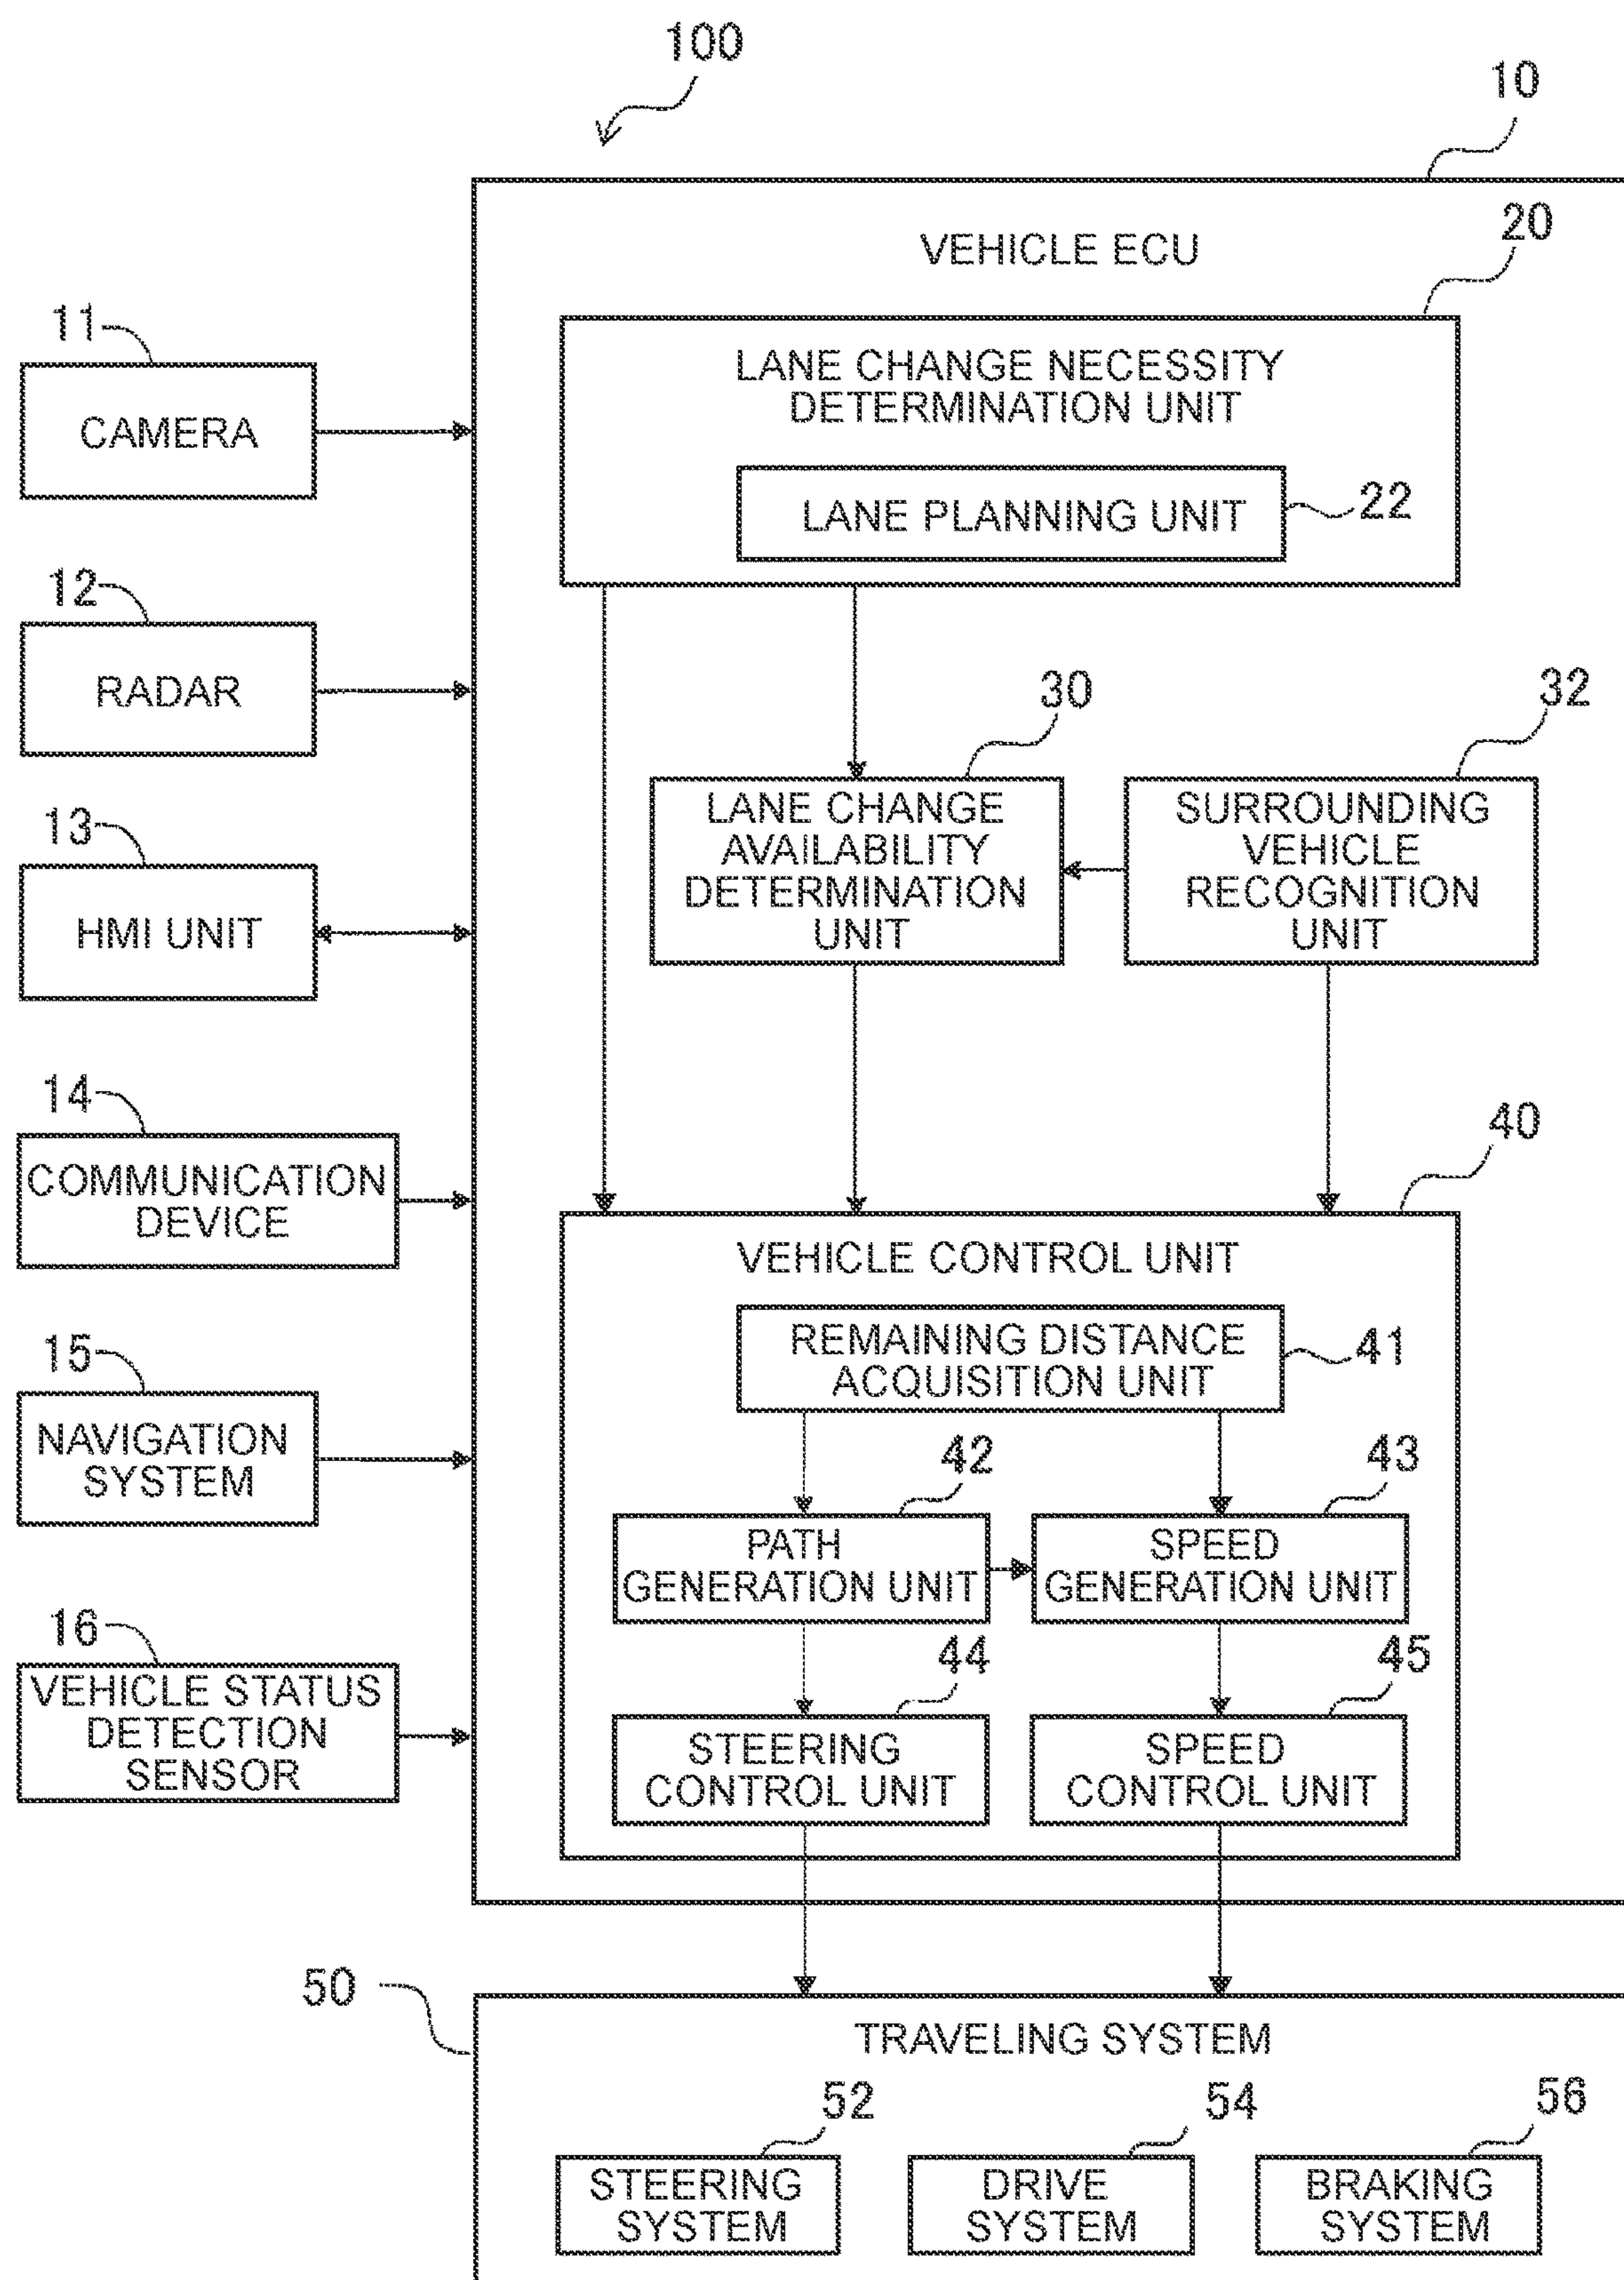 100
10
VEHICLE ECU
20
LANE CHANGE NECESSITY
DETERMINATION UNIT
LANE PLANNING UNIT
22
11
CAMERA
12
RADAR
13
HMI UNIT
14
COMMUNICATION
DEVICE
15
NAVIGATION
SYSTEM
16
VEHICLE STATUS
DETECTION
SENSOR
30
LANE CHANGE
AVAILABILITY
DETERMINATION
UNIT
32
SURROUNDING
VEHICLE
RECOGNITION
UNIT
40
VEHICLE CONTROL UNIT
REMAINING DISTANCE
ACQUISITION UNIT
41
42
PATH
GENERATION UNIT
43
SPEED
GENERATION UNIT
44
STEERING
CONTROL UNIT
45
SPEED
CONTROL UNIT
50
TRAVELING SYSTEM
52
STEERING
SYSTEM
54
DRIVE
SYSTEM
56
BRAKING
SYSTEM